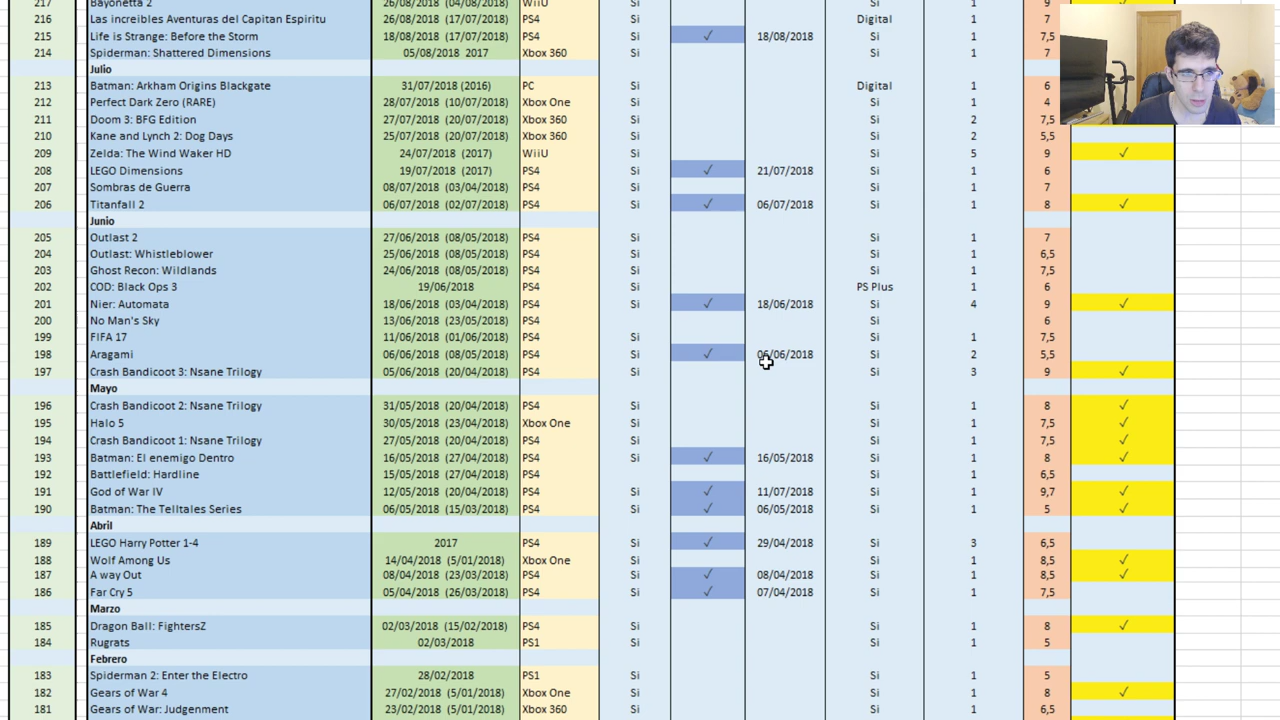 217 Bayonetta 2 26/08/2018 (04/08/2018) WiiU Si Si 1 9 ✓
216 Las increibles Aventuras del Capitan Espiritu 26/08/2018 (17/07/2018) PS4 Si Digital 1 7
215 Life is Strange: Before the Storm 18/08/2018 (17/07/2018) PS4 Si ✓ 18/08/2018 Si 1 7,5
214 Spiderman: Shattered Dimensions 05/08/2018 2017 Xbox 360 Si Si 1 7
Julio
213 Batman: Arkham Origins Blackgate 31/07/2018 (2016) PC Si Digital 1 6
212 Perfect Dark Zero (RARE) 28/07/2018 (10/07/2018) Xbox One Si Si 1 4
211 Doom 3: BFG Edition 27/07/2018 (20/07/2018) Xbox 360 Si Si 2 7,5
210 Kane and Lynch 2: Dog Days 25/07/2018 (20/07/2018) Xbox 360 Si Si 2 5,5
209 Zelda: The Wind Waker HD 24/07/2018 (2017) WiiU Si Si 5 9 ✓
208 LEGO Dimensions 19/07/2018 (2017) PS4 Si ✓ 21/07/2018 Si 1 6
207 Sombras de Guerra 08/07/2018 (03/04/2018) PS4 Si Si 1 7
206 Titanfall 2 06/07/2018 (02/07/2018) PS4 Si ✓ 06/07/2018 Si 1 8 ✓
Junio
205 Outlast 2 27/06/2018 (08/05/2018) PS4 Si Si 1 7
204 Outlast: Whistleblower 25/06/2018 (08/05/2018) PS4 Si Si 1 6,5
203 Ghost Recon: Wildlands 24/06/2018 (08/05/2018) PS4 Si Si 1 7,5
202 COD: Black Ops 3 19/06/2018 PS4 Si PS Plus 1 6
201 Nier: Automata 18/06/2018 (03/04/2018) PS4 Si ✓ 18/06/2018 Si 4 9 ✓
200 No Man's Sky 13/06/2018 (23/05/2018) PS4 Si 6
199 FIFA 17 11/06/2018 (01/06/2018) PS4 Si Si 1 7,5
198 Aragami 06/06/2018 (08/05/2018) PS4 Si ✓ 06/06/2018 Si 2 5,5
197 Crash Bandicoot 3: Nsane Trilogy 05/06/2018 (20/04/2018) PS4 Si Si 3 9 ✓
Mayo
196 Crash Bandicoot 2: Nsane Trilogy 31/05/2018 (20/04/2018) PS4 Si Si 1 8 ✓
195 Halo 5 30/05/2018 (23/04/2018) Xbox One Si Si 1 7,5 ✓
194 Crash Bandicoot 1: Nsane Trilogy 27/05/2018 (20/04/2018) PS4 Si Si 1 7,5 ✓
193 Batman: El enemigo Dentro 16/05/2018 (27/04/2018) PS4 Si ✓ 16/05/2018 Si 1 8 ✓
192 Battlefield: Hardline 15/05/2018 (27/04/2018) PS4 Si 1 6,5
191 God of War IV 12/05/2018 (20/04/2018) PS4 Si ✓ 11/07/2018 Si 1 9,7 ✓
190 Batman: The Telltales Series 06/05/2018 (15/03/2018) PS4 Si ✓ 06/05/2018 Si 1 5 ✓
Abril
189 LEGO Harry Potter 1-4 2017 PS4 Si ✓ 29/04/2018 Si 3 6,5
188 Wolf Among Us 14/04/2018 (5/01/2018) Xbox One Si Si 1 8,5 ✓
187 A way Out 08/04/2018 (23/03/2018) PS4 Si ✓ 08/04/2018 Si 1 8,5 ✓
186 Far Cry 5 05/04/2018 (26/03/2018) PS4 Si ✓ 07/04/2018 Si 1 7,5
Marzo
185 Dragon Ball: FightersZ 02/03/2018 (15/02/2018) PS4 Si Si 1 8 ✓
184 Rugrats 02/03/2018 PS1 Si Si 1 5
Febrero
183 Spiderman 2: Enter the Electro 28/02/2018 PS1 Si Si 1 5
182 Gears of War 4 27/02/2018 (5/01/2018) Xbox One Si Si 1 8 ✓
181 Gears of War: Judgenment 23/02/2018 (5/01/2018) Xbox 360 Si Si 1 6,5